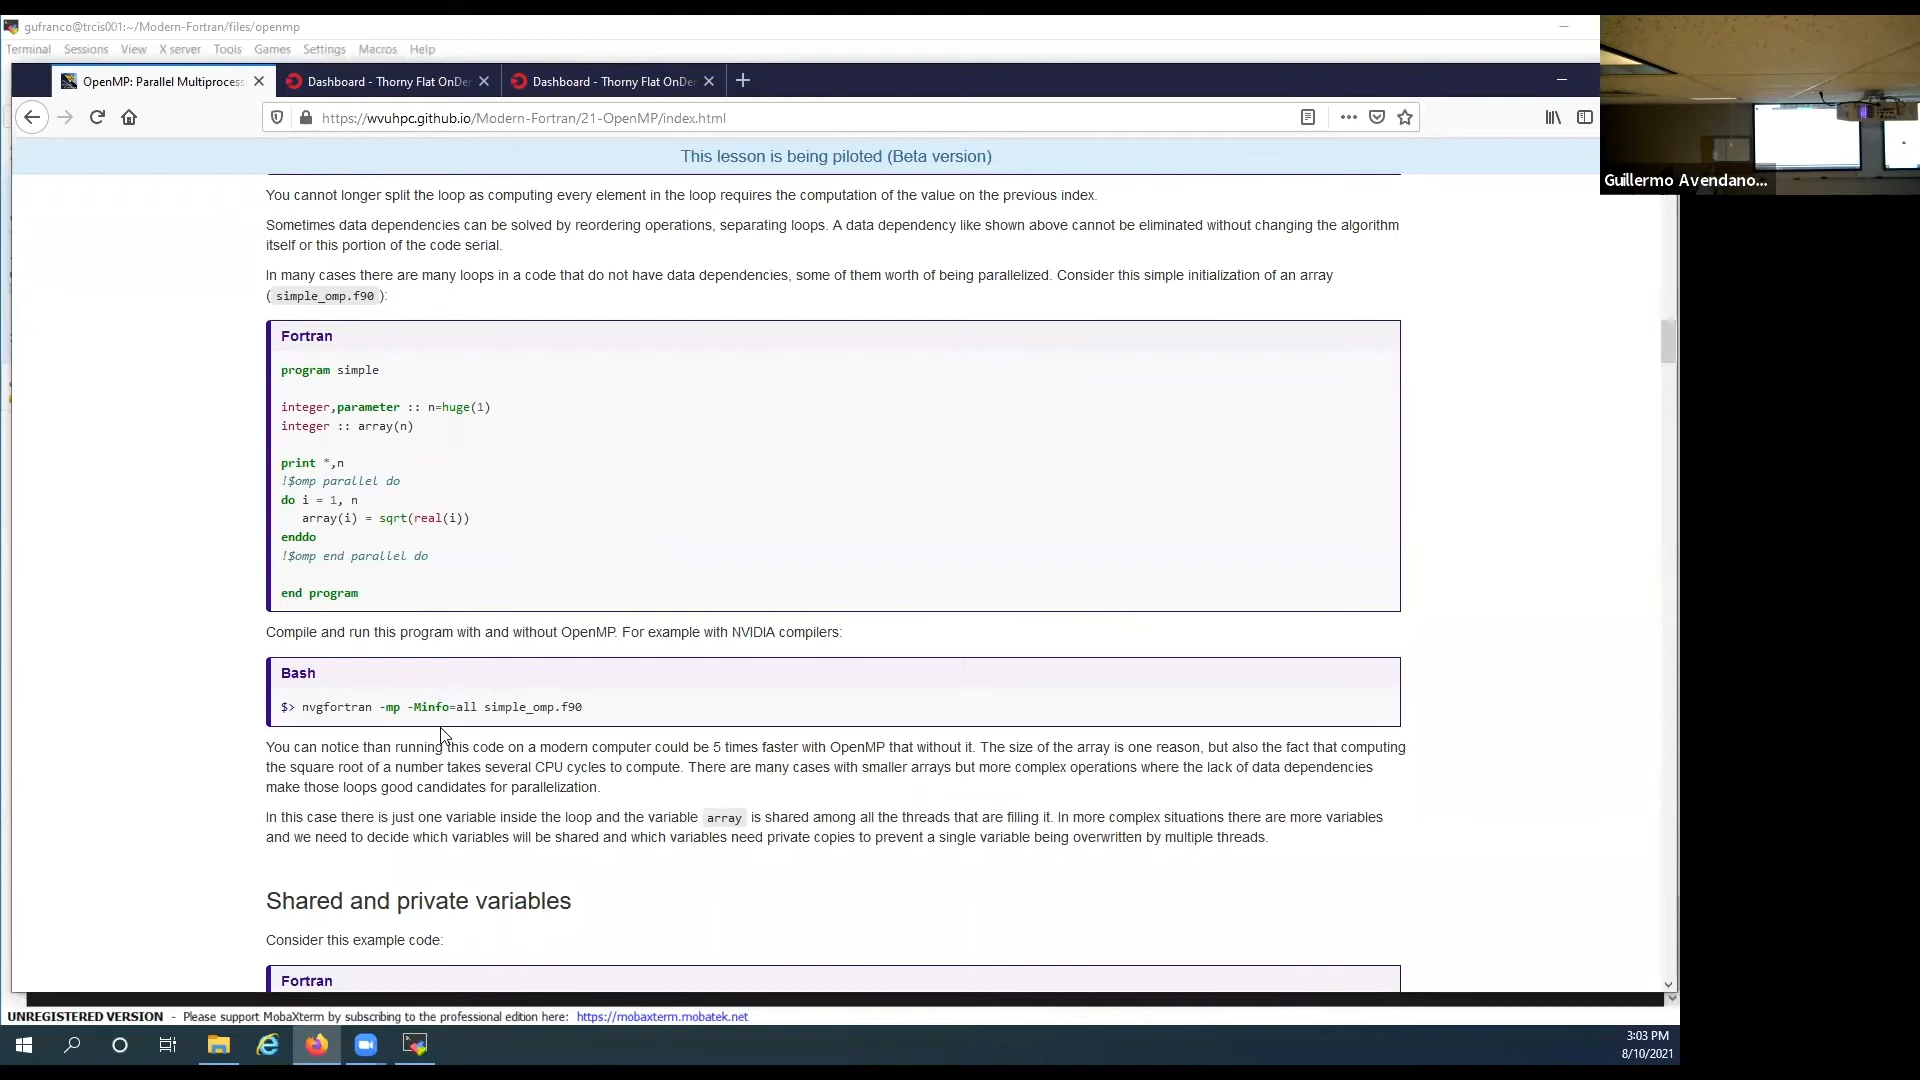 gufranco@trcis001:~/Modern-Fortran/files/openmp
Terminal Sessions View X server Tools Games Settings Macros Help
OpenMP: Parallel Multiprocess
Dashboard - Thorny Flat OnDe
Dashboard - Thorny Flat OnDe
https://wvuhpc.github.io/Modern-Fortran/21-OpenMP/index.html
Guillermo Avendano...
This lesson is being piloted (Beta version)
You cannot longer split the loop as computing every element in the loop requires the computation of the value on the previous index.
Sometimes data dependencies can be solved by reordering operations, separating loops. A data dependency like shown above cannot be eliminated without changing the algorithm
itself or this portion of the code serial.
In many cases there are many loops in a code that do not have data dependencies, some of them worth of being parallelized. Consider this simple initialization of an array
( simple_omp.f90 ):
Fortran
program simple
integer,parameter :: n=huge(1)
integer :: array(n)
print *,n
!$omp parallel do
do i = 1, n
array(i) = sqrt(real(i))
enddo
!$omp end parallel do
end program
Compile and run this program with and without OpenMP. For example with NVIDIA compilers:
Bash
$> nvgfortran -mp -Minfo=all simple_omp.f90
You can notice than running this code on a modern computer could be 5 times faster with OpenMP that without it. The size of the array is one reason, but also the fact that computing
the square root of a number takes several CPU cycles to compute. There are many cases with smaller arrays but more complex operations where the lack of data dependencies
make those loops good candidates for parallelization.
In this case there is just one variable inside the loop and the variable array is shared among all the threads that are filling it. In more complex situations there are more variables
and we need to decide which variables will be shared and which variables need private copies to prevent a single variable being overwritten by multiple threads.
Shared and private variables
Consider this example code:
Fortran
UNREGISTERED VERSION - Please support MobaXterm by subscribing to the professional edition here: https://mobaxterm.mobatek.net
3:03 PM
8/10/2021